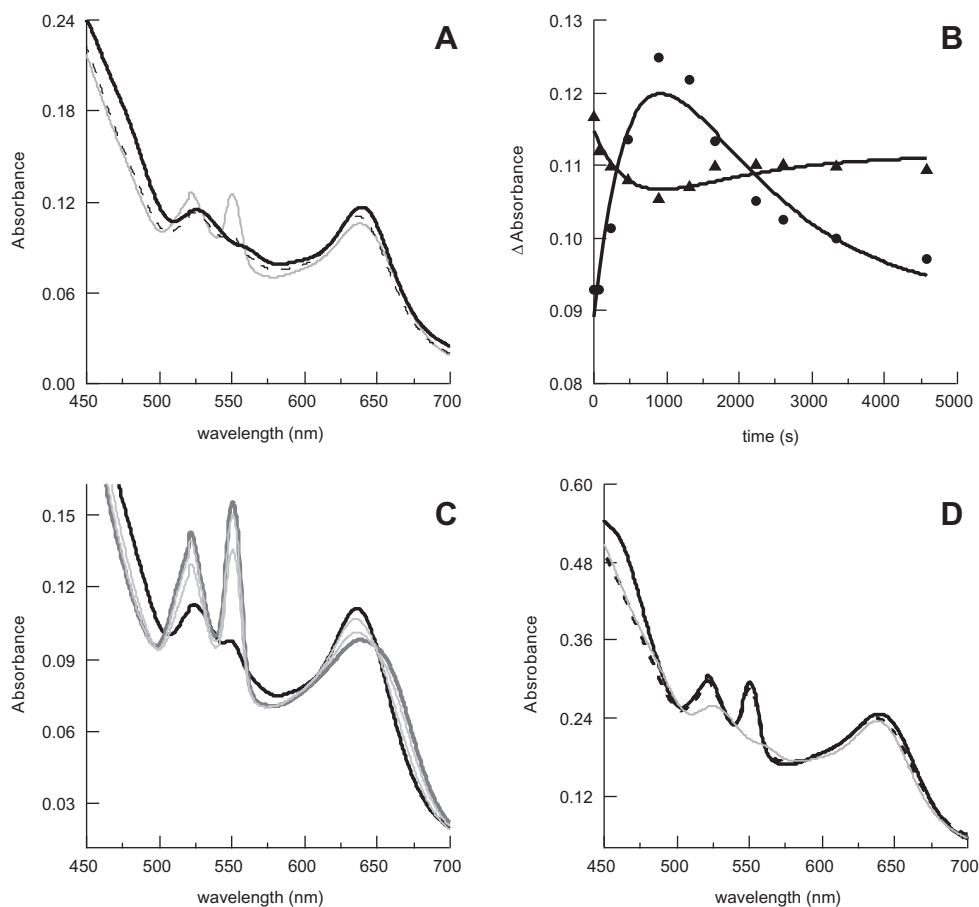 A
0.24
0.18
0.12
0.06
0.00
Absorbance
450 500 550 600 650 700
wavelength (nm)
B
0.13
0.12
0.11
0.10
0.09
0.08
Δ Absorbance
0 1000 2000 3000 4000 5000
time (s)
C
0.15
0.12
0.09
0.06
0.03
Absorbance
450 500 550 600 650 700
wavelength (nm)
D
0.60
0.48
0.36
0.24
0.12
Absrobance
450 500 550 600 650 700
wavelength (nm)